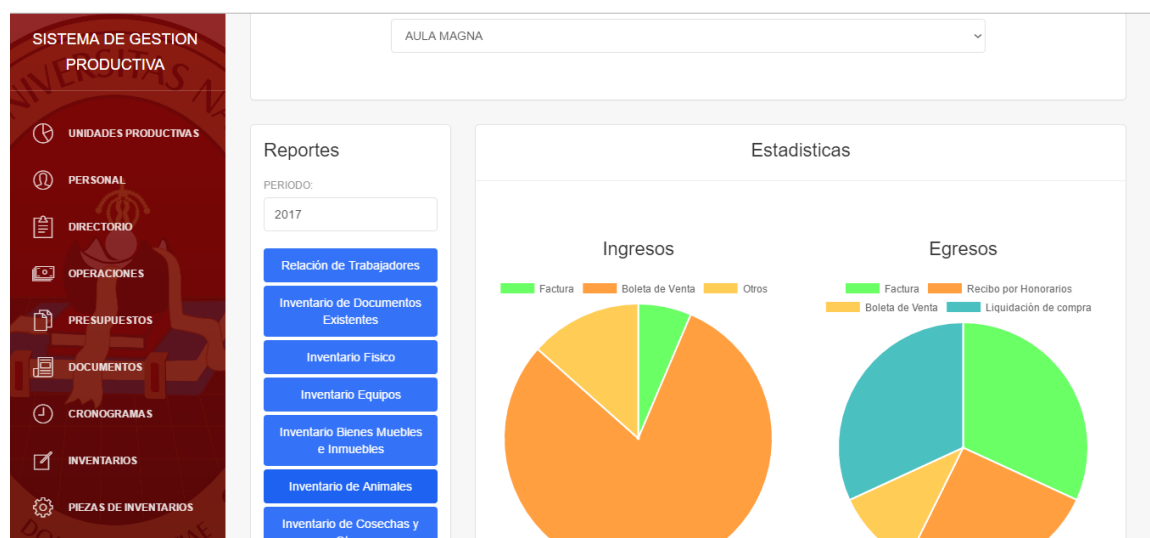 SISTEMA DE GESTION
PRODUCTIVA
UNIDADES PRODUCTIVAS
PERSONAL
DIRECTORIO
OPERACIONES
PRESUPUESTOS
DOCUMENTOS
CRONOGRAMAS
INVENTARIOS
PIEZAS DE INVENTARIOS
AULA MAGNA
Reportes
PERIODO:
2017
Relación de Trabajadores
Inventario de Documentos
Existentes
Inventario Fisico
Inventario Equipos
Inventario Bienes Muebles
e Inmuebles
Inventario de Animales
Inventario de Cosechas y
Estadisticas
Ingresos
Factura Boleta de Venta Otros
Egresos
Factura Recibo por Honorarios
Boleta de Venta Liquidación de compra